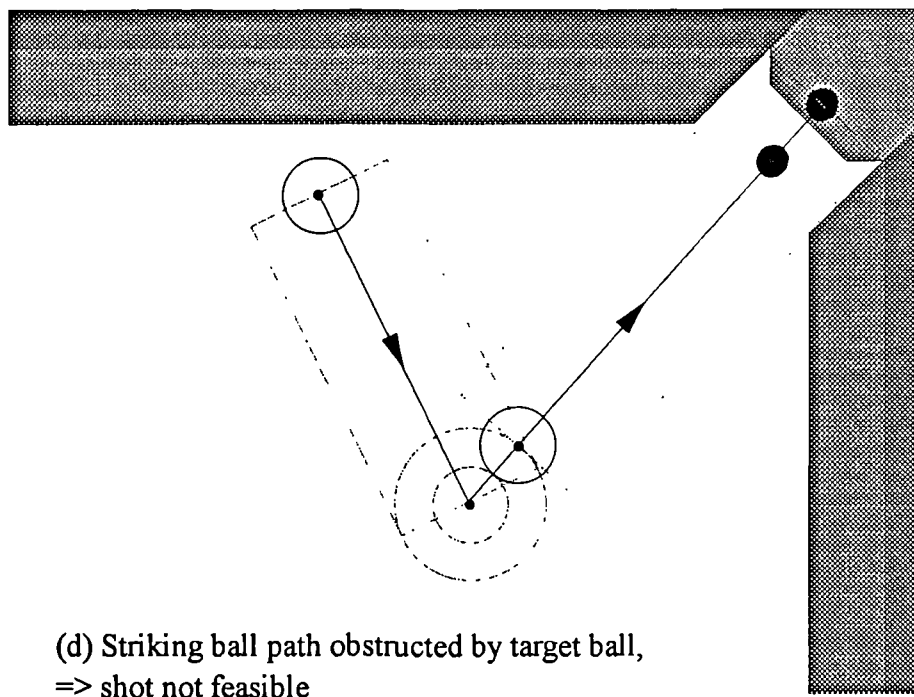 (d) Striking ball path obstructed by target ball,
=> shot not feasible